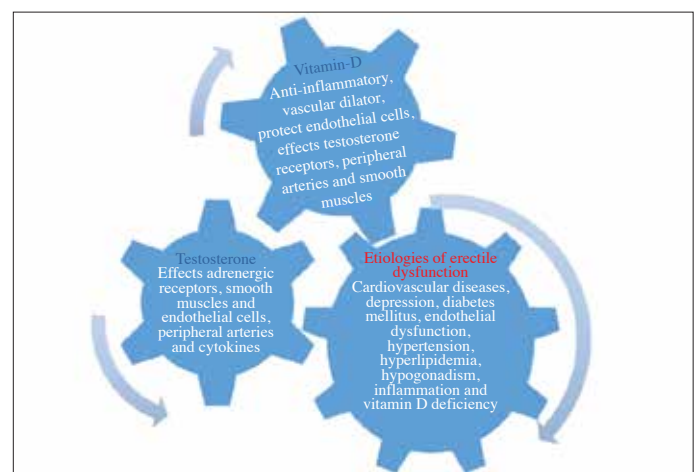 Vitamin-D
Anti-inflammatory,
vascular dilator,
protect endothelial cells,
effects testosterone
receptors, peripheral
arteries and smooth
muscles
Testosterone
Effects adrenergic
receptors, smooth
muscles and
endothelial cells,
peripheral arteries
and cytokines
Etiologies of erectile
dysfunction
Cardiovascular diseases,
depression, diabetes
mellitus, endothelial
dysfunction,
hypertension,
hyperlipidemia,
hypogonadism,
inflammation and
vitamin D deficiency